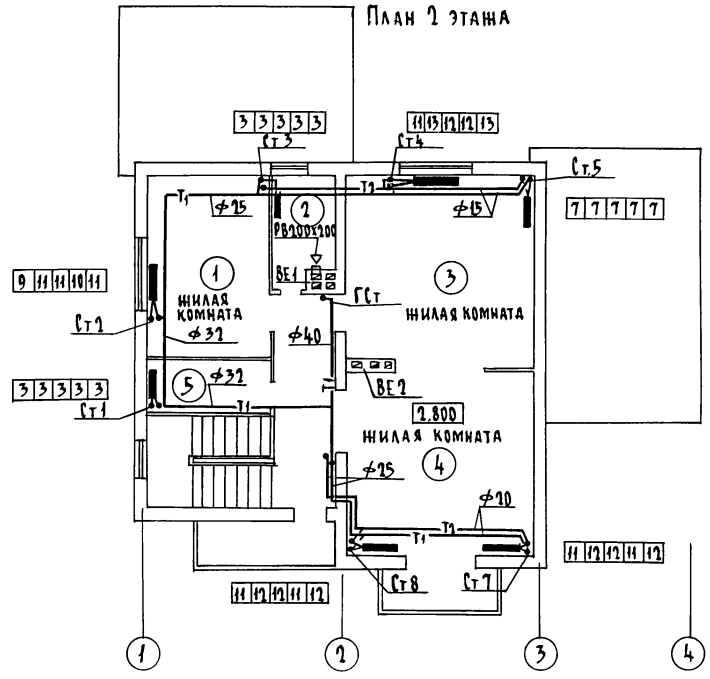 План 2 этажа
3 3 3 3 3
Ст3
11 13 12 12 13
Ст4
Ст.5
Т1
Ф25
Т2
Ф15
2
7 7 7 7 7
РВ200х200
1
ВЕ1
3
9 11 11 10 11
ГСт
жилая
комната
жилая комната
Ст2
Ф32
Ф40
3 3 3 3 3
5
Ф32
Т1
ВЕ2
Ст1
Т1
2.800
жилая комната
4
Ф25
Ф20
Т2
Т1
11 12 12 11 12
Ст8
Ст7
11 12 12 11 12
1
2
3
4